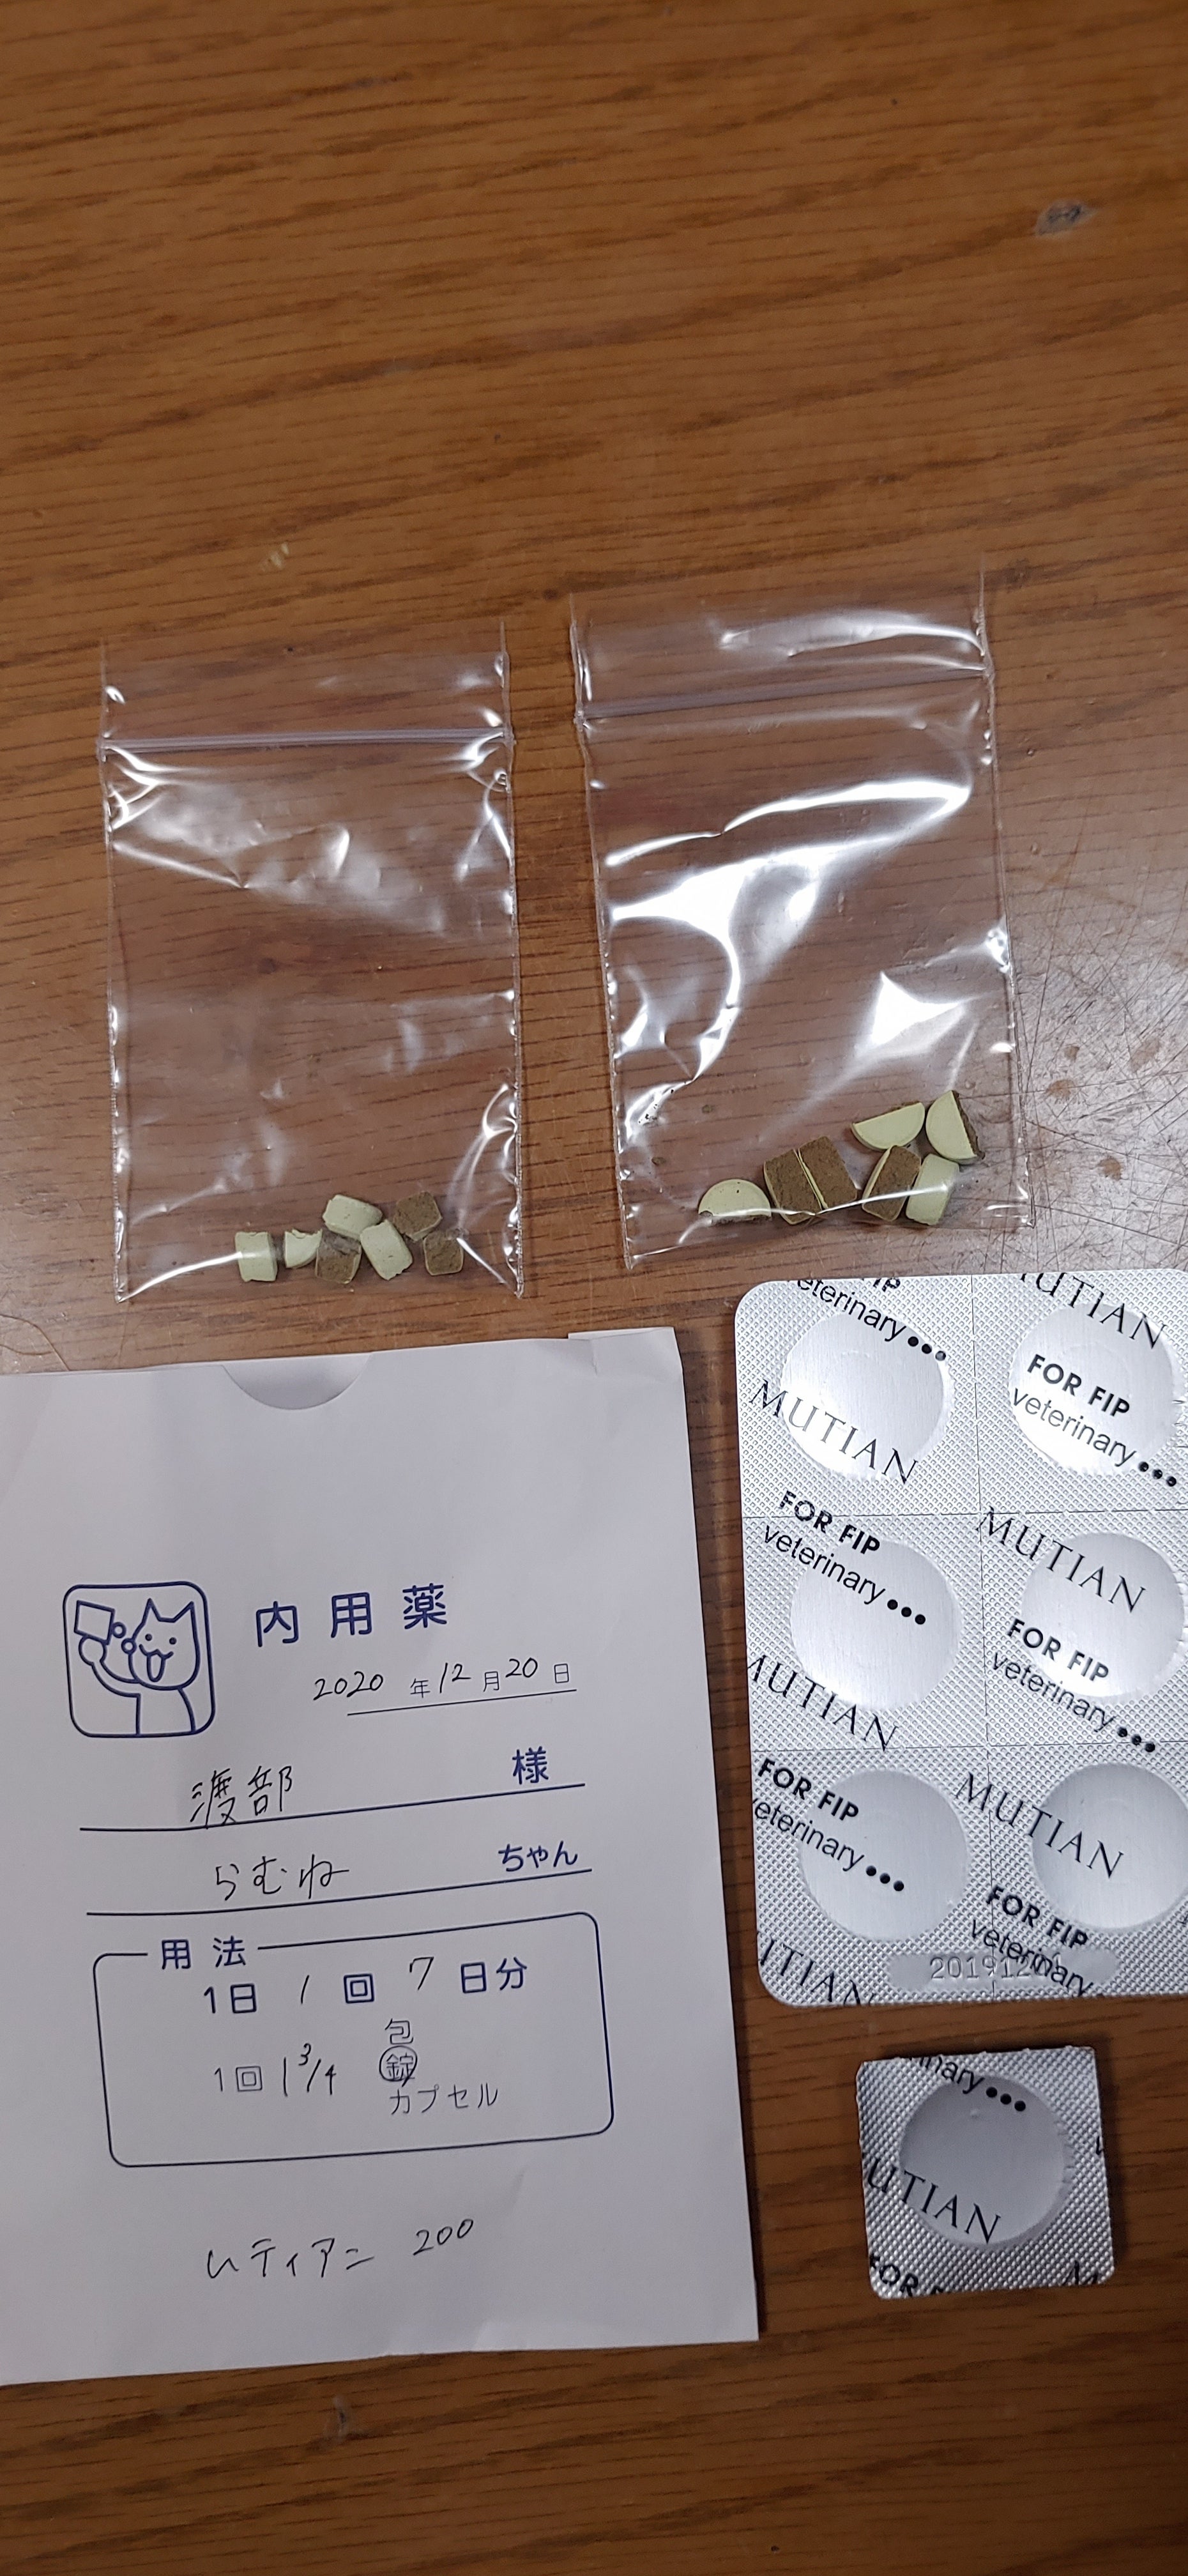 内用薬
2020 年 12 月 20 日
渡部 様
らむね ちゃん
用法
1日 1 回 7 日分
包
1回 1 3/4 錠
カプセル
ムティアン 200
veterinary•••
MUTIAN
MUTIAN
FOR FIP
veterinary•••
FOR FIP
veterinary•••
MUTIAN
MUTIAN
FOR FIP
veterinary•••
FOR FIP
veterinary•••
MUTIAN
FOR FIP
veterinary